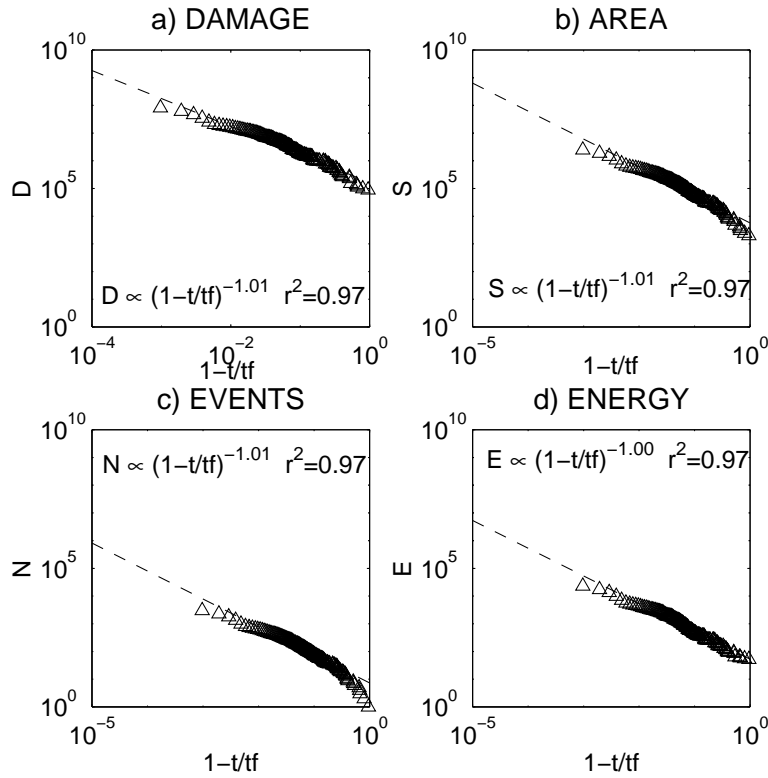 a) DAMAGE
10^10
10^5
10^0
D
D ∝ (1−t/tf)^−1.01 r^2=0.97
10^−4
10^−2
10^0
1−t/tf
b) AREA
10^10
10^5
10^0
S
S ∝ (1−t/tf)^−1.01 r^2=0.97
10^−5
10^0
1−t/tf
c) EVENTS
10^10
10^5
10^0
N
N ∝ (1−t/tf)^−1.01 r^2=0.97
10^−5
10^0
1−t/tf
d) ENERGY
10^10
10^5
10^0
E
E ∝ (1−t/tf)^−1.00 r^2=0.97
10^−5
10^0
1−t/tf